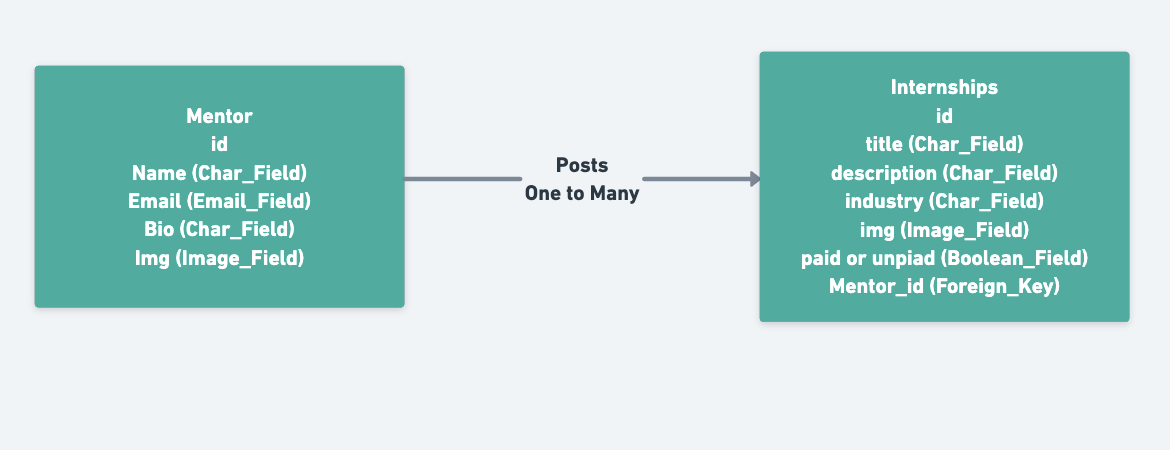 Mentor
id
Name (Char_Field)
Email (Email_Field)
Bio (Char_Field)
Img (Image_Field)
Posts
One to Many
Internships
id
title (Char_Field)
description (Char_Field)
industry (Char_Field)
img (Image_Field)
paid or unpiad (Boolean_Field)
Mentor_id (Foreign_Key)